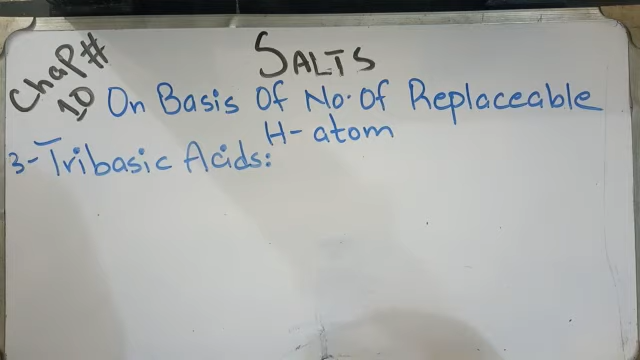 Chap#
10
SALTS
On Basis Of No. Of Replaceable
H-atom
3- Tribasic Acids: